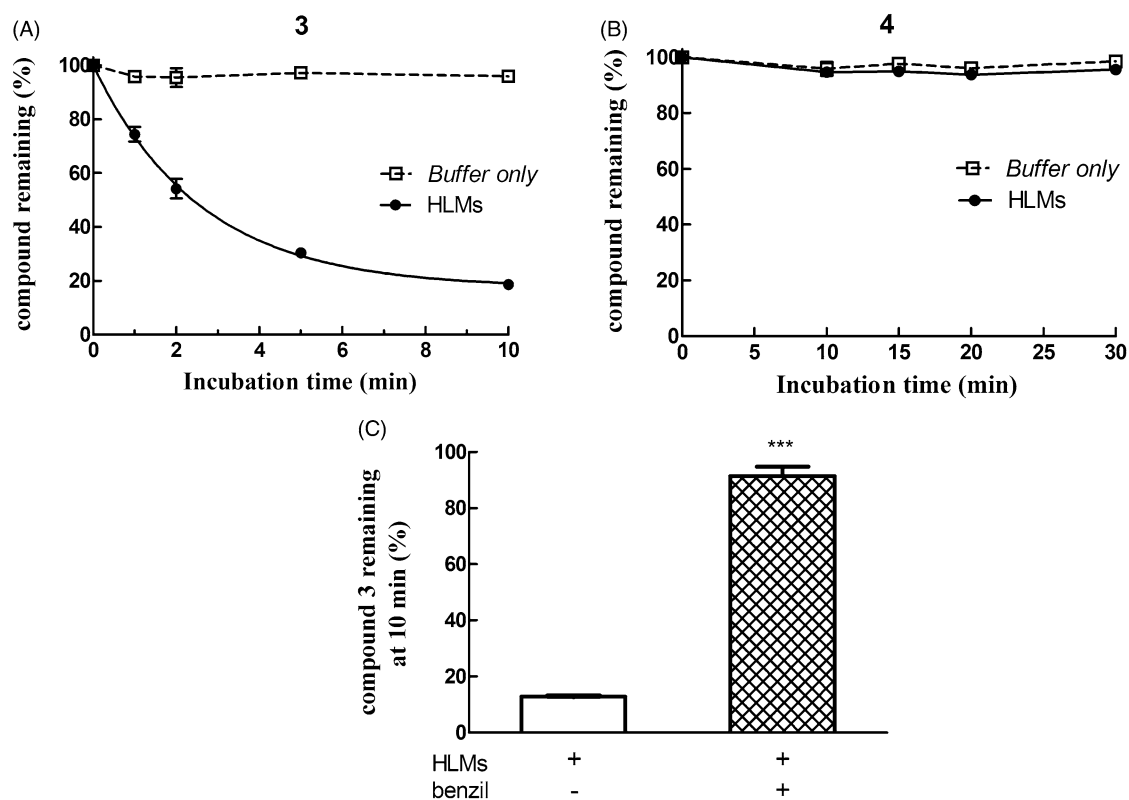 (A)
3
compound remaining (%)
100
80
60
40
20
0
Buffer only
HLMs
0 2 4 6 8 10
Incubation time (min)
(B)
4
compound remaining (%)
100
80
60
40
20
0
Buffer only
HLMs
0 5 10 15 20 25 30
Incubation time (min)
(C)
compound 3 remaining
at 10 min (%)
100
80
60
40
20
0
***
HLMs + +
benzil - +